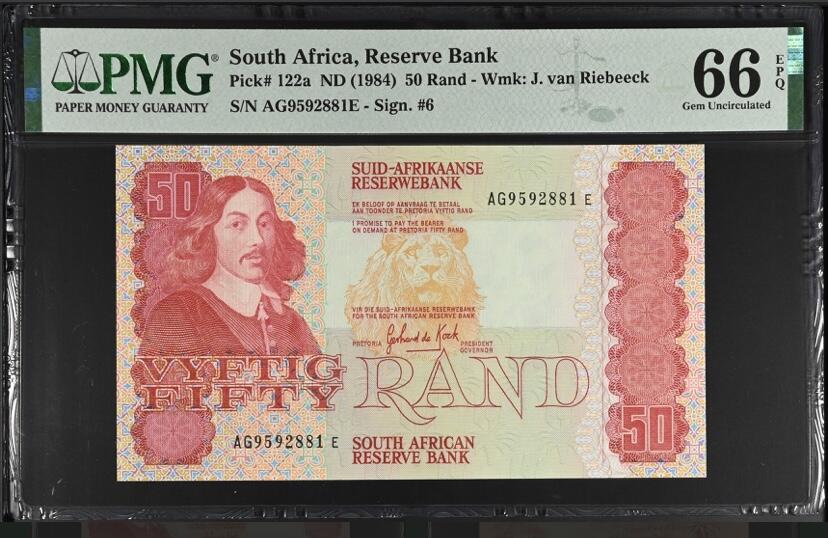 PMG®
PAPER MONEY GUARANTY
South Africa, Reserve Bank
Pick# 122a ND (1984) 50 Rand - Wmk: J. van Riebeeck
S/N AG9592881E - Sign. #6
66
EPQ
Gem Uncirculated
50
SUID-AFRIKAANSE
RESERWEBANK
EK BELOOF OP AANVRAAG TE BETAAL
AAN TOONDER TE PRETORIA VYFTIG RAND
I PROMISE TO PAY THE BEARER
ON DEMAND AT PRETORIA FIFTY RAND
AG9592881 E
VIR DIE SUID-AFRIKAANSE RESERWEBANK
FOR THE SOUTH AFRICAN RESERVE BANK
Gerhard de Kock
PRETORIA
PRESIDENT
GOVERNOR
VYFTIG
FIFTY
RAND
AG9592881 E
SOUTH AFRICAN
RESERVE BANK
50